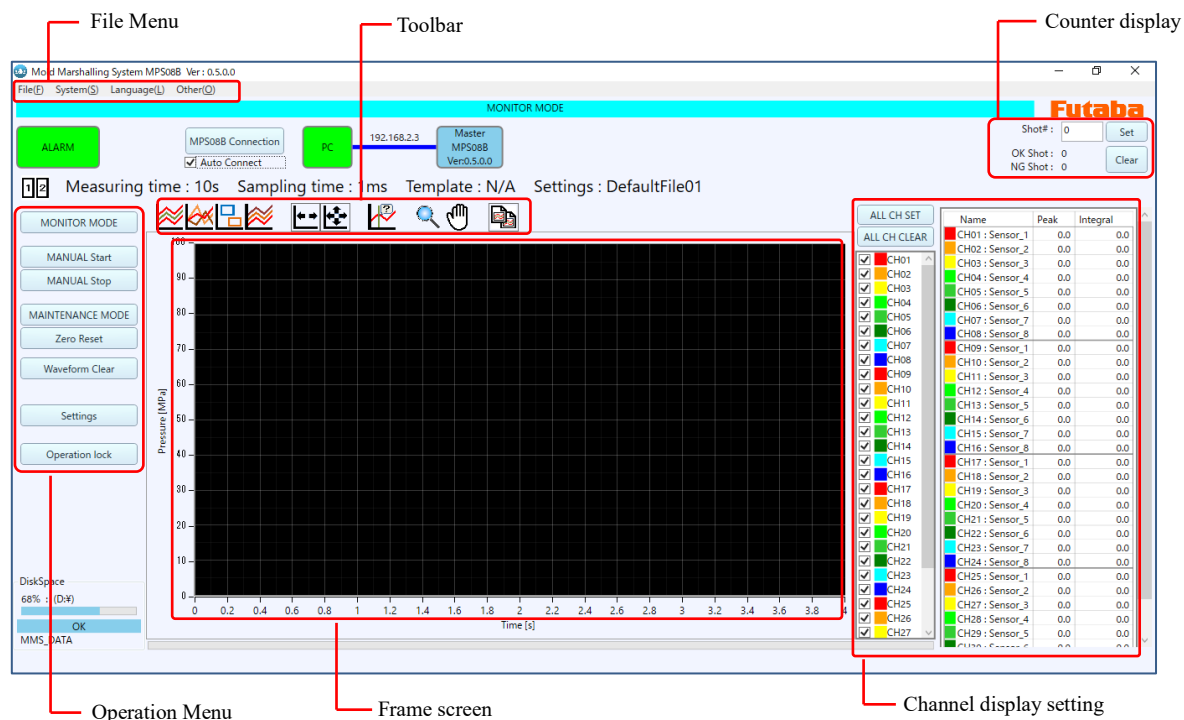 File Menu
Toolbar
Counter display
Mold Marshalling System MPS08B Ver : 0.5.0.0
File(F) System(S) Language(L) Other(O)
MONITOR MODE
Futaba
ALARM
MPS08B Connection
Auto Connect
PC
192.168.2.3
Master
MPS08B
Ver:0.5.0.0
Shot# : 0 Set
OK Shot : 0
NG Shot : 0
Clear
1 2 Measuring time : 10s Sampling time : 1ms Template : N/A Settings : DefaultFile01
MONITOR MODE
MANUAL Start
MANUAL Stop
MAINTENANCE MODE
Zero Reset
Waveform Clear
Settings
Operation lock
DiskSpace
68% : (D:¥)
OK
MMS_DATA
Pressure [MPa]
100
90
80
70
60
50
40
30
20
10
0
0 0.2 0.4 0.6 0.8 1 1.2 1.4 1.6 1.8 2 2.2 2.4 2.6 2.8 3 3.2 3.4 3.6 3.8 4
Time [s]
ALL CH SET
ALL CH CLEAR
CH01
CH02
CH03
CH04
CH05
CH06
CH07
CH08
CH09
CH10
CH11
CH12
CH13
CH14
CH15
CH16
CH17
CH18
CH19
CH20
CH21
CH22
CH23
CH24
CH25
CH26
CH27
Name Peak Integral
CH01 : Sensor_1 0.0 0.0
CH02 : Sensor_2 0.0 0.0
CH03 : Sensor_3 0.0 0.0
CH04 : Sensor_4 0.0 0.0
CH05 : Sensor_5 0.0 0.0
CH06 : Sensor_6 0.0 0.0
CH07 : Sensor_7 0.0 0.0
CH08 : Sensor_8 0.0 0.0
CH09 : Sensor_1 0.0 0.0
CH10 : Sensor_2 0.0 0.0
CH11 : Sensor_3 0.0 0.0
CH12 : Sensor_4 0.0 0.0
CH13 : Sensor_5 0.0 0.0
CH14 : Sensor_6 0.0 0.0
CH15 : Sensor_7 0.0 0.0
CH16 : Sensor_8 0.0 0.0
CH17 : Sensor_1 0.0 0.0
CH18 : Sensor_2 0.0 0.0
CH19 : Sensor_3 0.0 0.0
CH20 : Sensor_4 0.0 0.0
CH21 : Sensor_5 0.0 0.0
CH22 : Sensor_6 0.0 0.0
CH23 : Sensor_7 0.0 0.0
CH24 : Sensor_8 0.0 0.0
CH25 : Sensor_1 0.0 0.0
CH26 : Sensor_2 0.0 0.0
CH27 : Sensor_3 0.0 0.0
CH28 : Sensor_4 0.0 0.0
CH29 : Sensor_5 0.0 0.0
CH30 : Sensor_6 0.0 0.0
Operation Menu
Frame screen
Channel display setting